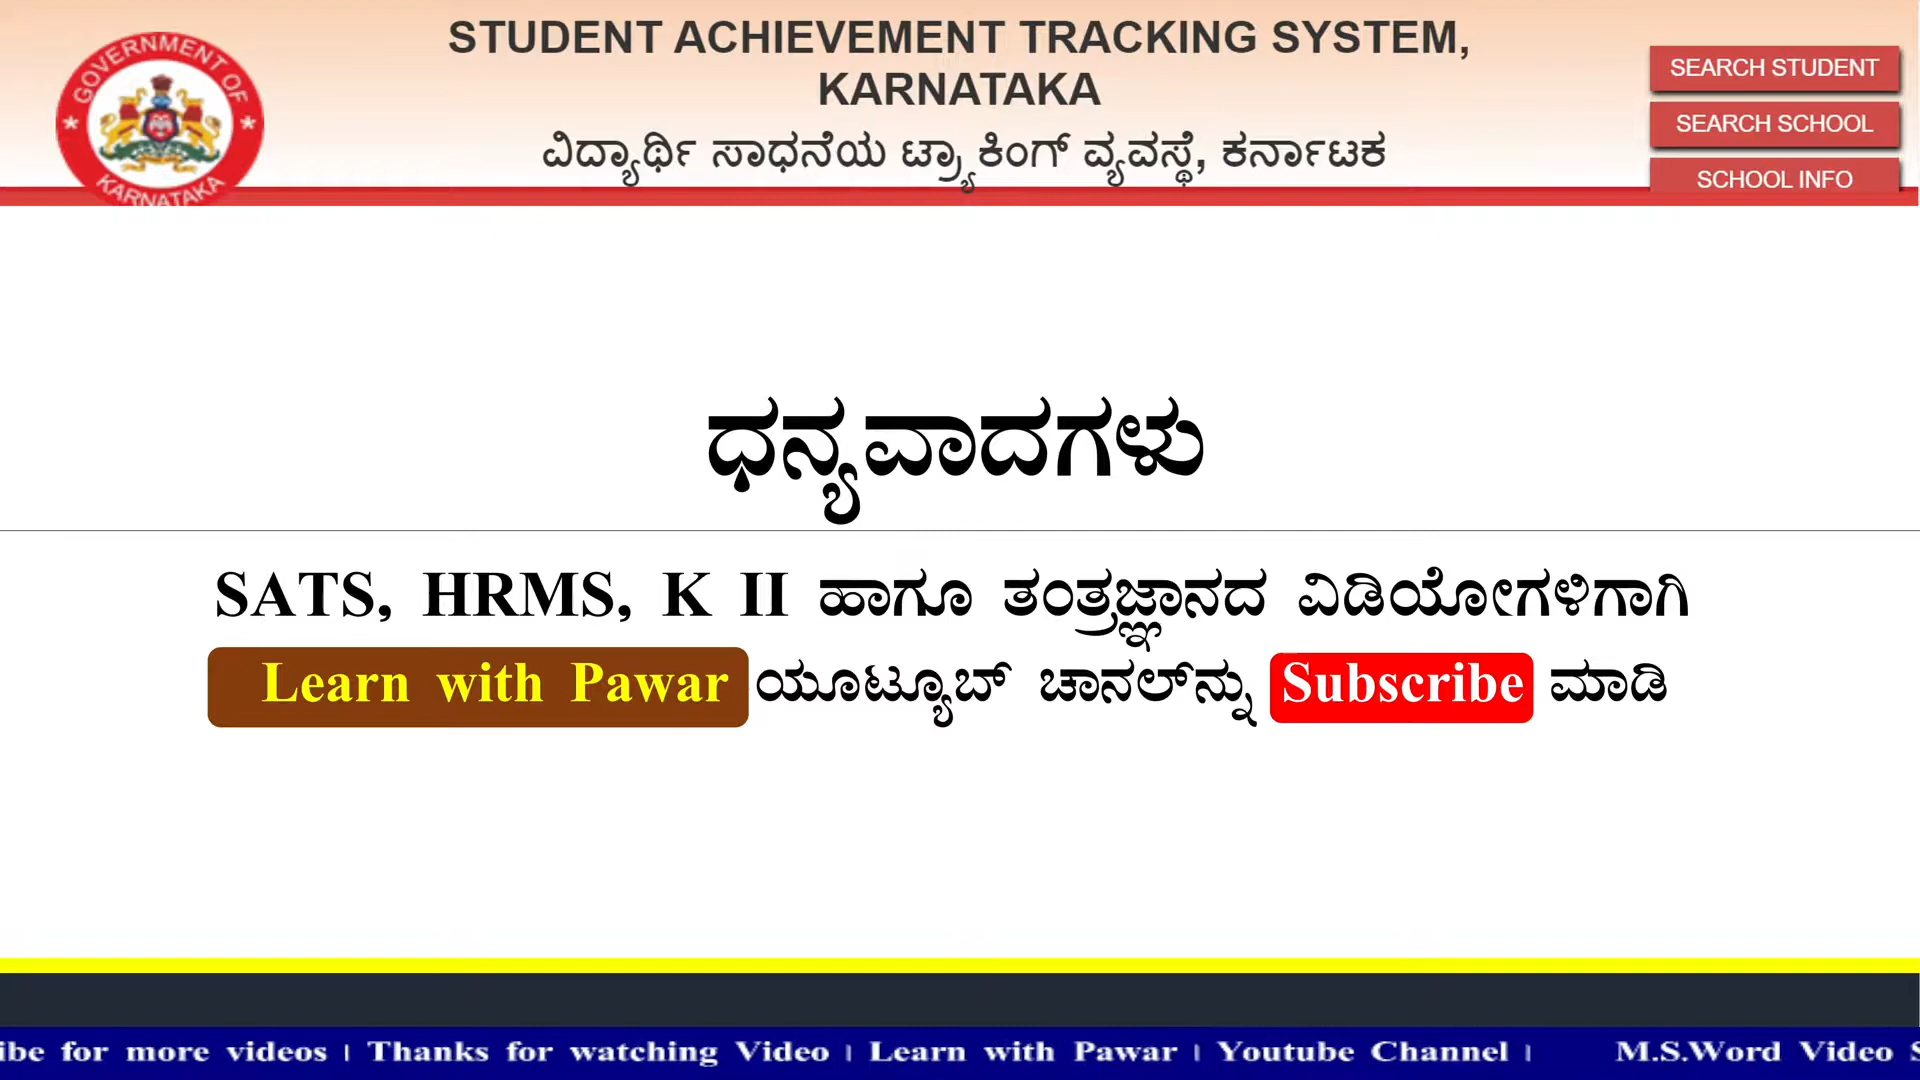 STUDENT ACHIEVEMENT TRACKING SYSTEM,
KARNATAKA
ವಿದ್ಯಾರ್ಥಿ ಸಾಧನೆಯ ಟ್ರ್ಯಾಕಿಂಗ್ ವ್ಯವಸ್ಥೆ, ಕರ್ನಾಟಕ
GOVERNMENT OF
KARNATAKA
SEARCH STUDENT
SEARCH SCHOOL
SCHOOL INFO
ಧನ್ಯವಾದಗಳು
SATS, HRMS, K II ಹಾಗೂ ತಂತ್ರಜ್ಞಾನದ ವಿಡಿಯೋಗಳಿಗಾಗಿ
Learn with Pawar ಯೂಟ್ಯೂಬ್ ಚಾನಲ್‌ನ್ನು Subscribe ಮಾಡಿ
ibe for more videos | Thanks for watching Video | Learn with Pawar | Youtube Channel | M.S.Word Video S